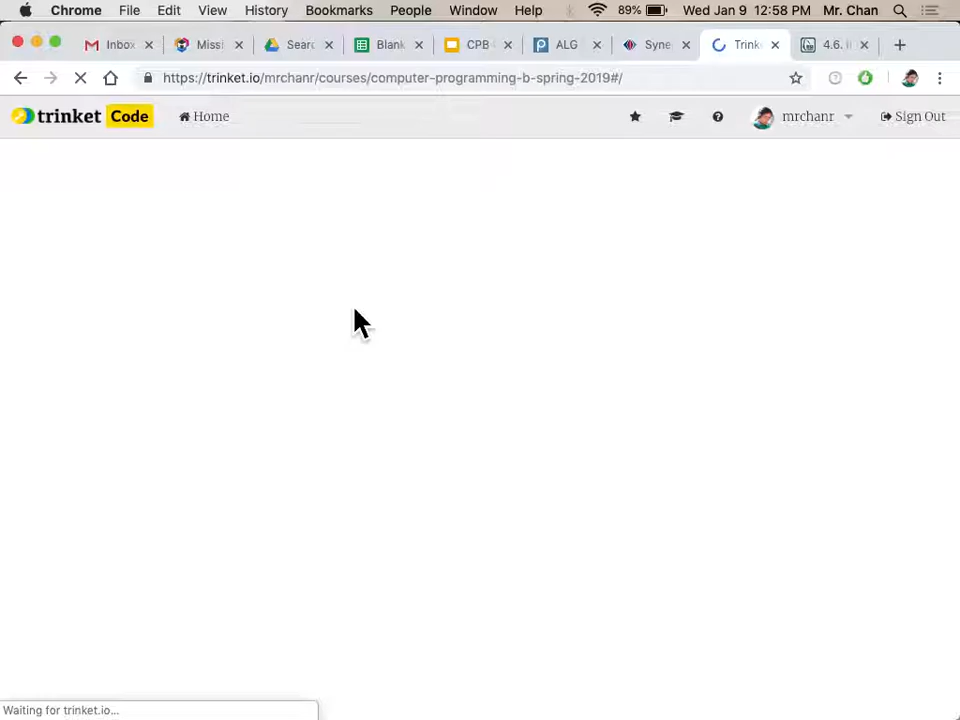 Chrome File Edit View History Bookmarks People Window Help 89% Wed Jan 9 12:58 PM Mr. Chan
Inbox Missi Searc Blank CPB ALG Syne Trink 4.6. I
https://trinket.io/mrchanr/courses/computer-programming-b-spring-2019#/
trinket Code Home mrchanr Sign Out
Waiting for trinket.io...